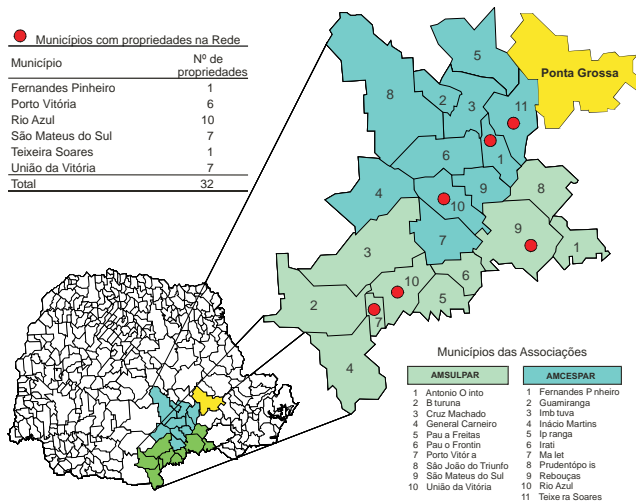 Municípios com propriedades na Rede
Município Nº de propriedades
Fernandes Pinheiro 1
Porto Vitória 6
Rio Azul 10
São Mateus do Sul 7
Teixeira Soares 1
União da Vitória 7
Total 32
Ponta Grossa
5
8
2
3
11
6
1
4
9
10
7
8
9
1
3
6
10
5
2
7
4
Municípios das Associações
AMSULPAR
1 Antonio O into
2 B turuna
3 Cruz Machado
4 General Carneiro
5 Pau a Freitas
6 Pau o Frontin
7 Porto Vitór a
8 São João do Triunfo
9 São Mateus do Sul
10 União da Vitória
AMCESPAR
1 Fernandes P nheiro
2 Guamiranga
3 Imb tuva
4 Inácio Martins
5 Ip ranga
6 Irati
7 Ma let
8 Prudentópo is
9 Rebouças
10 Rio Azul
11 Teixe ra Soares